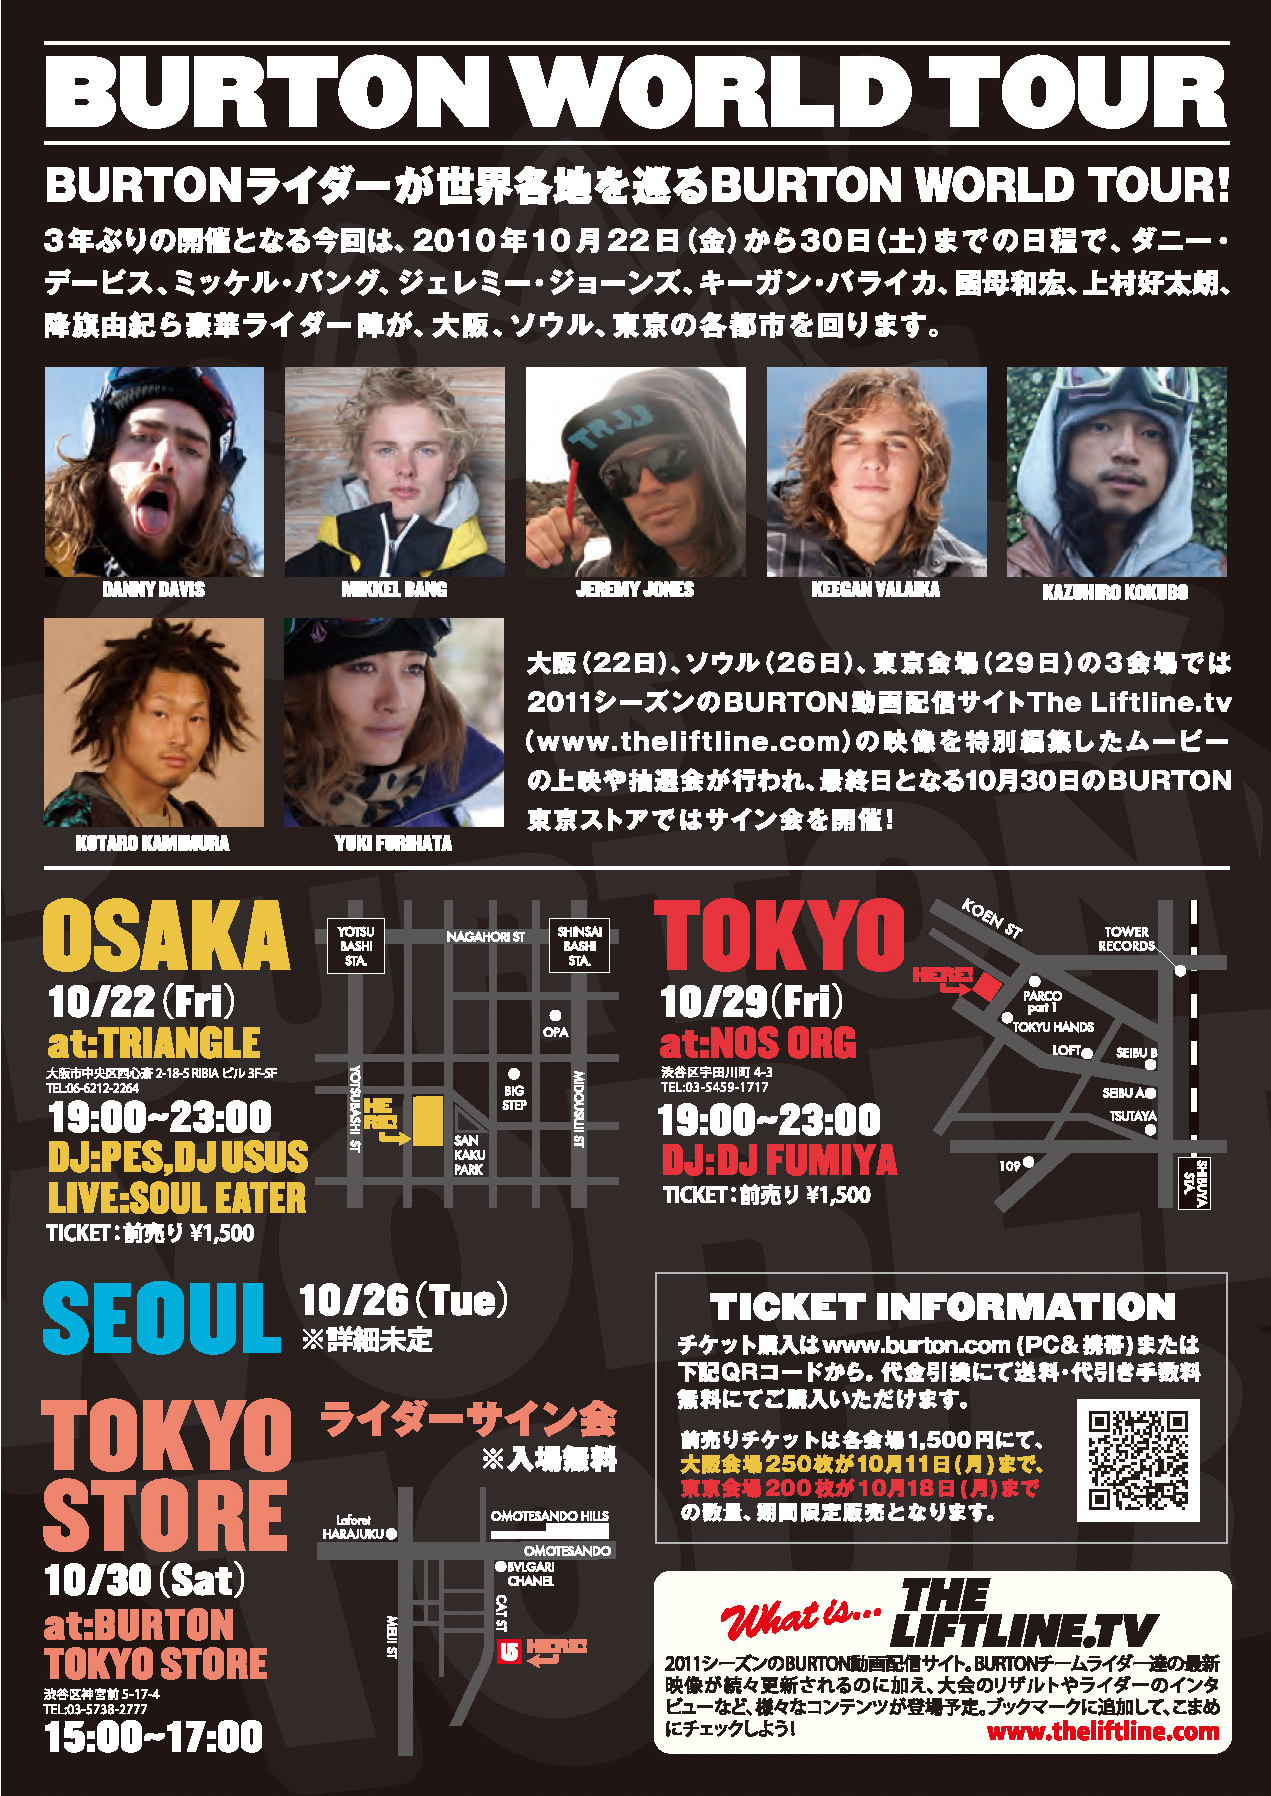 BURTON WORLD TOUR
BURTONライダーが世界各地を巡るBURTON WORLD TOUR!
3年ぶりの開催となる今回は、2010年10月22日(金)から30日(土)までの日程で、ダニー・
デービス、ミッケル・バング、ジェレミー・ジョーンズ、キーガン・バライカ、國母和宏、上村好太朗、
降旗由紀ら豪華ライダー陣が、大阪、ソウル、東京の各都市を回ります。
TRJJ
DANNY DAVIS
MIKKEL BANG
JEREMY JONES
KEEGAN VALAIKA
KAZUHIRO KOKUBO
KOTARO KAMIMURA
YUKI FURIHATA
大阪(22日)、ソウル(26日)、東京会場(29日)の3会場では
2011シーズンのBURTON動画配信サイトThe Liftline.tv
(www.theliftline.com)の映像を特別編集したムービー
の上映や抽選会が行われ、最終日となる10月30日のBURTON
東京ストアではサイン会を開催!
OSAKA
10/22(Fri)
at:TRIANGLE
大阪市中央区西心斎 2-18-5 RIBIA ビル 3F-5F
TEL:06-6212-2264
19:00~23:00
DJ:PES,DJ USUS
LIVE:SOUL EATER
TICKET:前売り ¥1,500
YOTSU
BASHI
STA.
NAGAHORI ST
SHINSAI
BASHI
STA.
OPA
BIG
STEP
YOTSUBASHI ST
MIDOUSUJI ST
HE
RE!
SAN
KAKU
PARK
TOKYO
10/29(Fri)
at:NOS ORG
渋谷区宇田川町 4-3
TEL:03-5459-1717
19:00~23:00
DJ:DJ FUMIYA
TICKET:前売り ¥1,500
KOEN ST
TOWER
RECORDS
HERE!
PARCO
part 1
TOKYU HANDS
LOFT
SEIBU B
SEIBU A
TSUTAYA
109
SHIBUYA
STA.
SEOUL
10/26(Tue)
※詳細未定
TOKYO
STORE
10/30(Sat)
at:BURTON
TOKYO STORE
渋谷区神宮前 5-17-4
TEL:03-5738-2777
15:00~17:00
ライダーサイン会
※入場無料
Laforet
HARAJUKU
OMOTESANDO HILLS
OMOTESANDO
BVLGARI
CHANEL
CAT ST
MEIJI ST
HERE!
TICKET INFORMATION
チケット購入はwww.burton.com (PC&携帯)または
下記QRコードから。代金引換にて送料・代引き手数料
無料にてご購入いただけます。
前売りチケットは各会場1,500円にて、
大阪会場250枚が10月11日(月)まで、
東京会場200枚が10月18日(月)まで
の数量、期間限定販売となります。
What is...
THE
LIFTLINE.TV
2011シーズンのBURTON動画配信サイト。BURTONチームライダー達の最新
映像が続々更新されるのに加え、大会のリザルトやライダーのインタ
ビューなど、様々なコンテンツが登場予定。ブックマークに追加して、こまめ
にチェックしよう!
www.theliftline.com